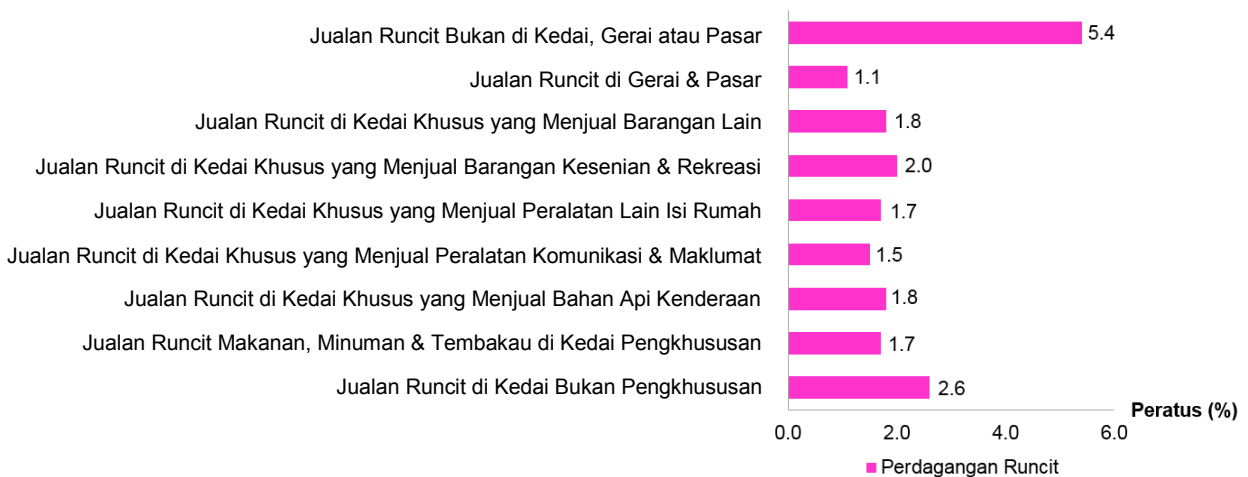 Jualan Runcit Bukan di Kedai, Gerai atau Pasar 5.4
Jualan Runcit di Gerai & Pasar 1.1
Jualan Runcit di Kedai Khusus yang Menjual Barangan Lain 1.8
Jualan Runcit di Kedai Khusus yang Menjual Barangan Kesenian & Rekreasi 2.0
Jualan Runcit di Kedai Khusus yang Menjual Peralatan Lain Isi Rumah 1.7
Jualan Runcit di Kedai Khusus yang Menjual Peralatan Komunikasi & Maklumat 1.5
Jualan Runcit di Kedai Khusus yang Menjual Bahan Api Kenderaan 1.8
Jualan Runcit Makanan, Minuman & Tembakau di Kedai Pengkhususan 1.7
Jualan Runcit di Kedai Bukan Pengkhususan 2.6
Peratus (%)
0.0 2.0 4.0 6.0
Perdagangan Runcit